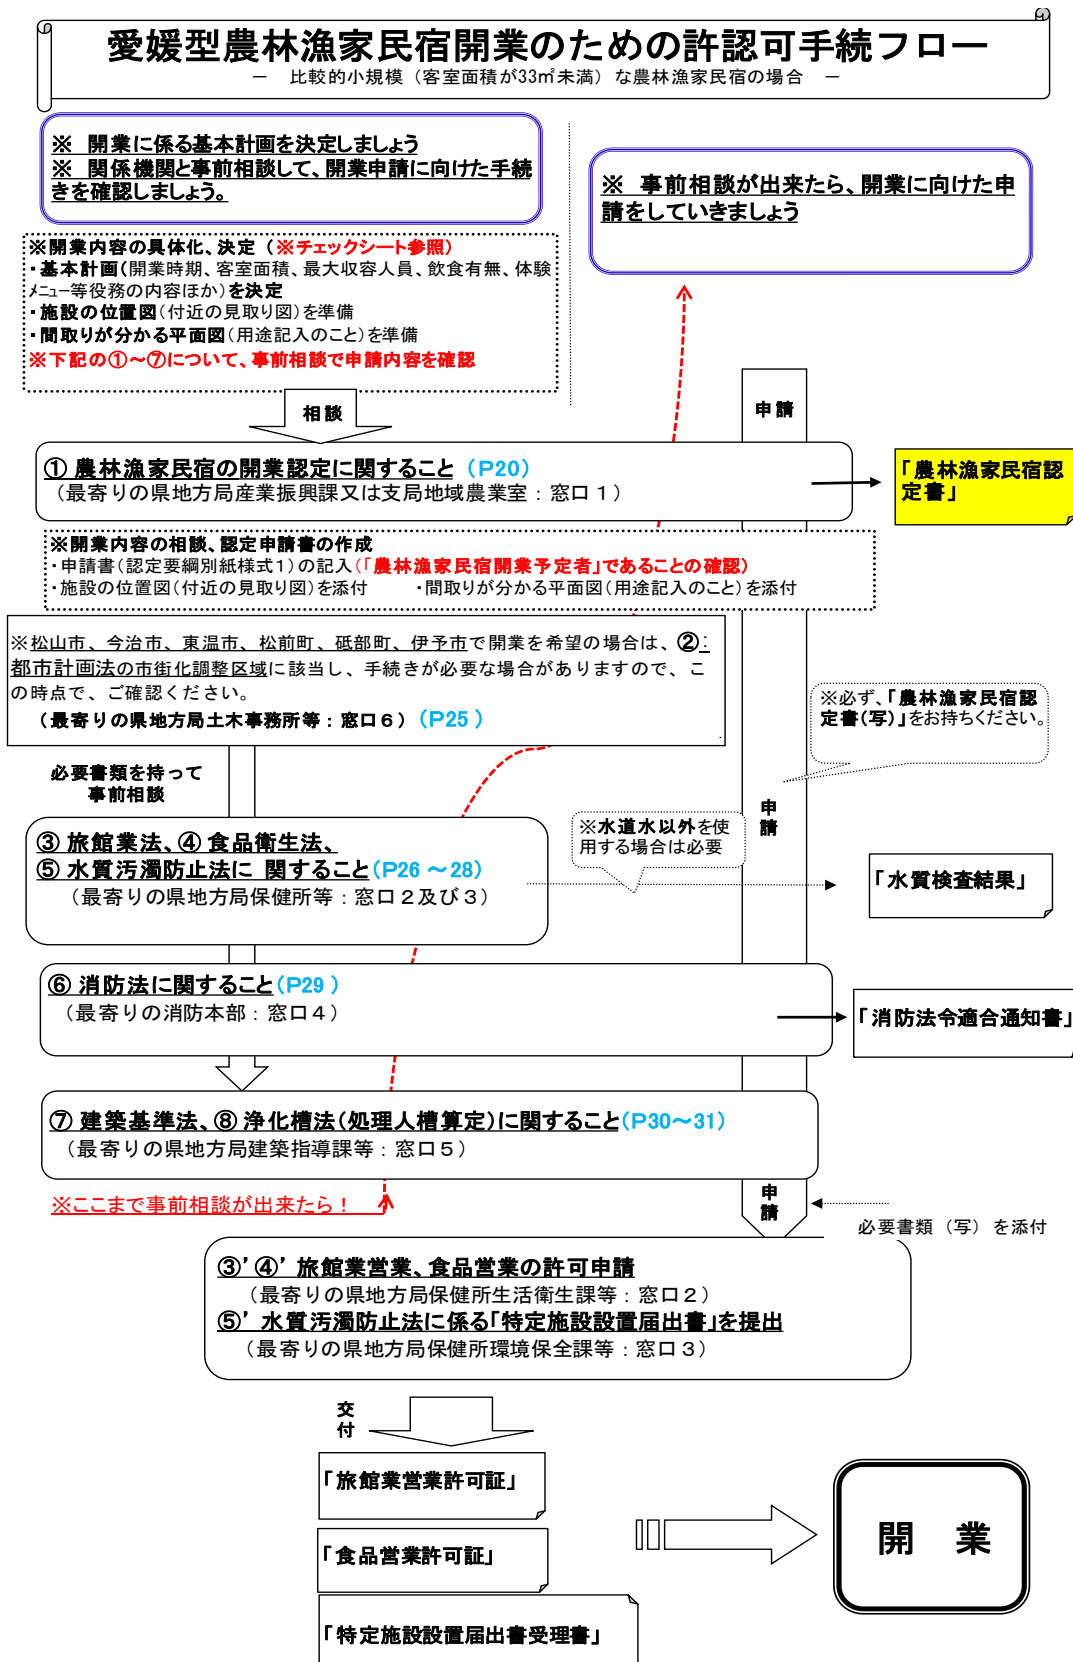 愛媛型農林漁家民宿開業のための許認可手続フロー
－　比較的小規模（客室面積が33㎡未満）な農林漁家民宿の場合　－
※　開業に係る基本計画を決定しましょう
※　関係機関と事前相談して、開業申請に向けた手続
きを確認しましょう。
※　事前相談が出来たら、開業に向けた申
請をしていきましょう
※開業内容の具体化、決定（※チェックシート参照）
・基本計画（開業時期、客室面積、最大収容人員、飲食有無、体験
メニュー等役務の内容ほか）を決定
・施設の位置図（付近の見取り図）を準備
・間取りが分かる平面図（用途記入のこと）を準備
※下記の①～⑦について、事前相談で申請内容を確認
相談
申請
① 農林漁家民宿の開業認定に関すること（P20）
（最寄りの県地方局産業振興課又は支局地域農業室：窓口１）
「農林漁家民宿認
定書」
※開業内容の相談、認定申請書の作成
・申請書（認定要綱別紙様式1）の記入（「農林漁家民宿開業予定者」であることの確認）
・施設の位置図（付近の見取り図）を添付　　・間取りが分かる平面図（用途記入のこと）を添付
※松山市、今治市、東温市、松前町、砥部町、伊予市で開業を希望の場合は、②：
都市計画法の市街化調整区域に該当し、手続きが必要な場合がありますので、こ
の時点で、ご確認ください。
（最寄りの県地方局土木事務所等：窓口６）（P25）
※必ず、「農林漁家民宿認
定書（写）」をお持ちください。
必要書類を持って
事前相談
申
請
※水道水以外を使
用する場合は必要
③ 旅館業法、④ 食品衛生法、
⑤ 水質汚濁防止法に 関すること（P26 ～28）
（最寄りの県地方局保健所等：窓口２及び３）
「水質検査結果」
⑥ 消防法に関すること（P29 ）
（最寄りの消防本部：窓口４）
「消防法令適合通知書」
⑦ 建築基準法、⑧ 浄化槽法（処理人槽算定）に関すること（P30～31）
（最寄りの県地方局建築指導課等：窓口５）
※ここまで事前相談が出来たら！
申
請
必要書類（写）を添付
③’④’ 旅館業営業、食品営業の許可申請
（最寄りの県地方局保健所生活衛生課等：窓口２）
⑤’ 水質汚濁防止法に係る「特定施設設置届出書」を提出
（最寄りの県地方局保健所環境保全課等：窓口３）
交
付
「旅館業営業許可証」
「食品営業許可証」
「特定施設設置届出書受理書」
開　業